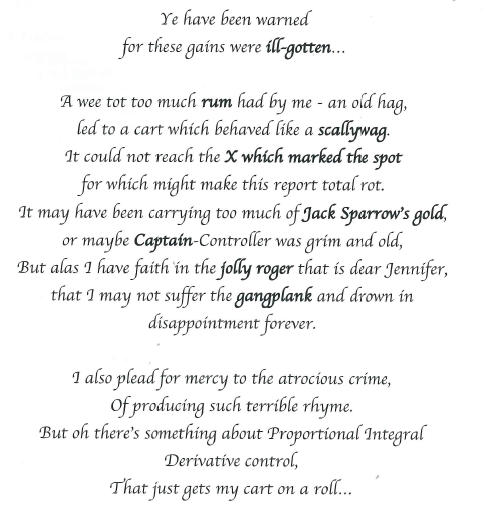 Ye have been warned
for these gains were ill-gotten...
A wee tot too much rum had by me - an old hag,
led to a cart which behaved like a scallywag.
It could not reach the X which marked the spot
for which might make this report total rot.
It may have been carrying too much of Jack Sparrow's gold,
or maybe Captain-Controller was grim and old,
But alas I have faith in the jolly roger that is dear Jennifer,
that I may not suffer the gangplank and drown in
disappointment forever.
I also plead for mercy to the atrocious crime,
Of producing such terrible rhyme.
But oh there's something about Proportional Integral
Derivative control,
That just gets my cart on a roll...